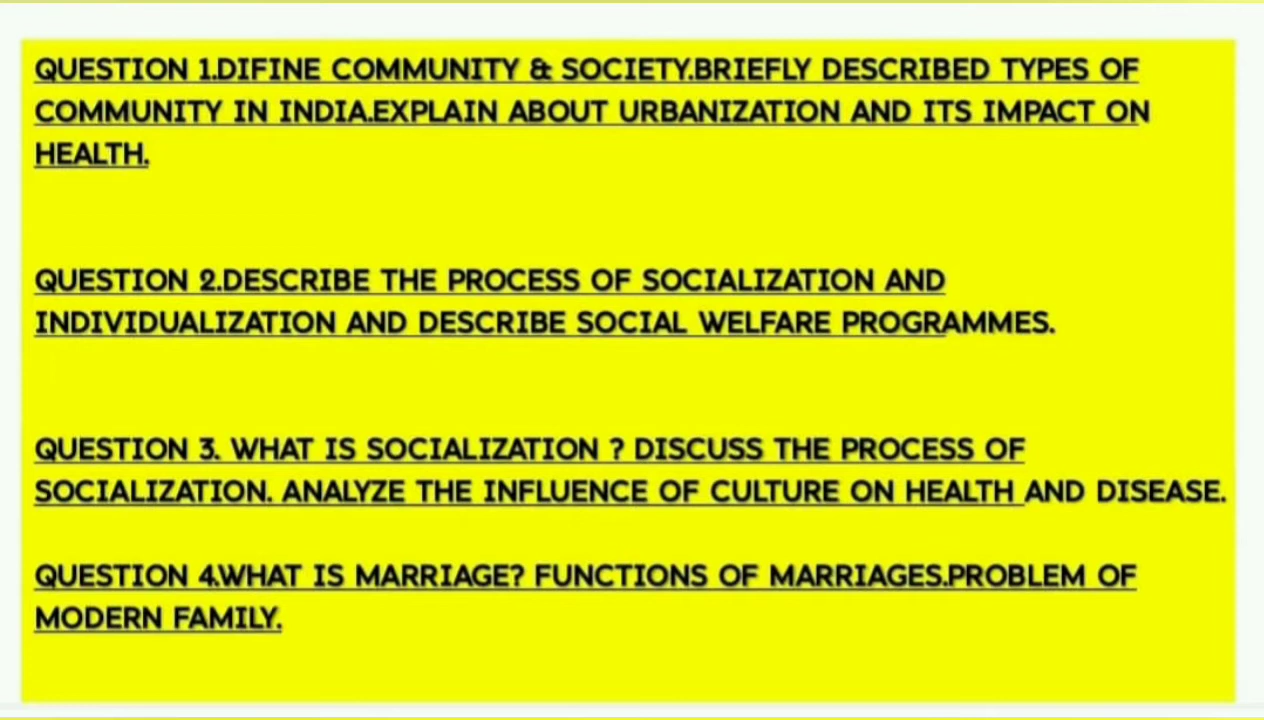 QUESTION 1.DIFINE COMMUNITY & SOCIETY.BRIEFLY DESCRIBED TYPES OF
COMMUNITY IN INDIA.EXPLAIN ABOUT URBANIZATION AND ITS IMPACT ON
HEALTH.
QUESTION 2.DESCRIBE THE PROCESS OF SOCIALIZATION AND
INDIVIDUALIZATION AND DESCRIBE SOCIAL WELFARE PROGRAMMES.
QUESTION 3. WHAT IS SOCIALIZATION ? DISCUSS THE PROCESS OF
SOCIALIZATION. ANALYZE THE INFLUENCE OF CULTURE ON HEALTH AND DISEASE.
QUESTION 4.WHAT IS MARRIAGE? FUNCTIONS OF MARRIAGES.PROBLEM OF
MODERN FAMILY.